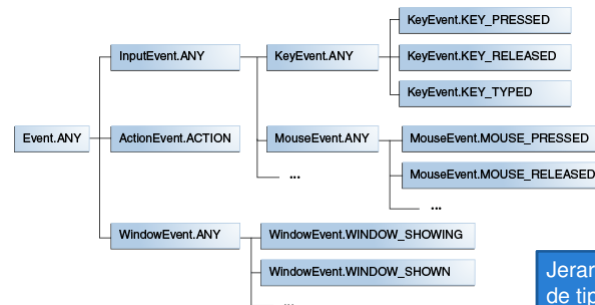 KeyEvent.KEY_PRESSED
InputEvent.ANY
KeyEvent.ANY
KeyEvent.KEY_RELEASED
KeyEvent.KEY_TYPED
Event.ANY
ActionEvent.ACTION
MouseEvent.ANY
MouseEvent.MOUSE_PRESSED
...
MouseEvent.MOUSE_RELEASED
...
WindowEvent.ANY
WindowEvent.WINDOW_SHOWING
WindowEvent.WINDOW_SHOWN
...